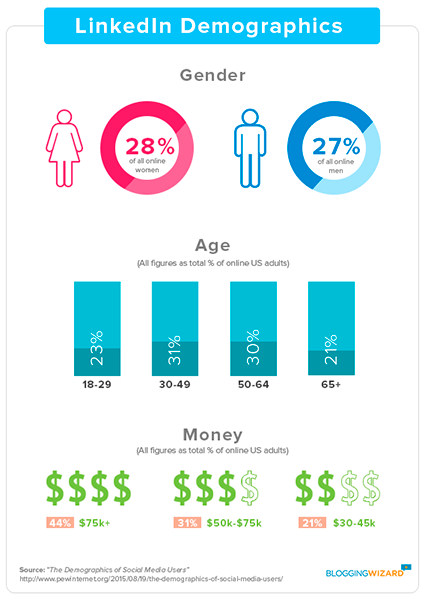 LinkedIn Demographics
Gender
28%
of all online
women
27%
of all online
men
Age
(All figures as total % of online US adults)
23%
31%
30%
21%
18-29
30-49
50-64
65+
Money
(All figures as total % of online US adults)
$$$$
$$$$
$$$$
44% $75k+
31% $50k-$75k
21% $30-45k
Source: "The Demographics of Social Media Users"
http://www.pewinternet.org/2015/08/19/the-demographics-of-social-media-users/
BLOGGINGWIZARD